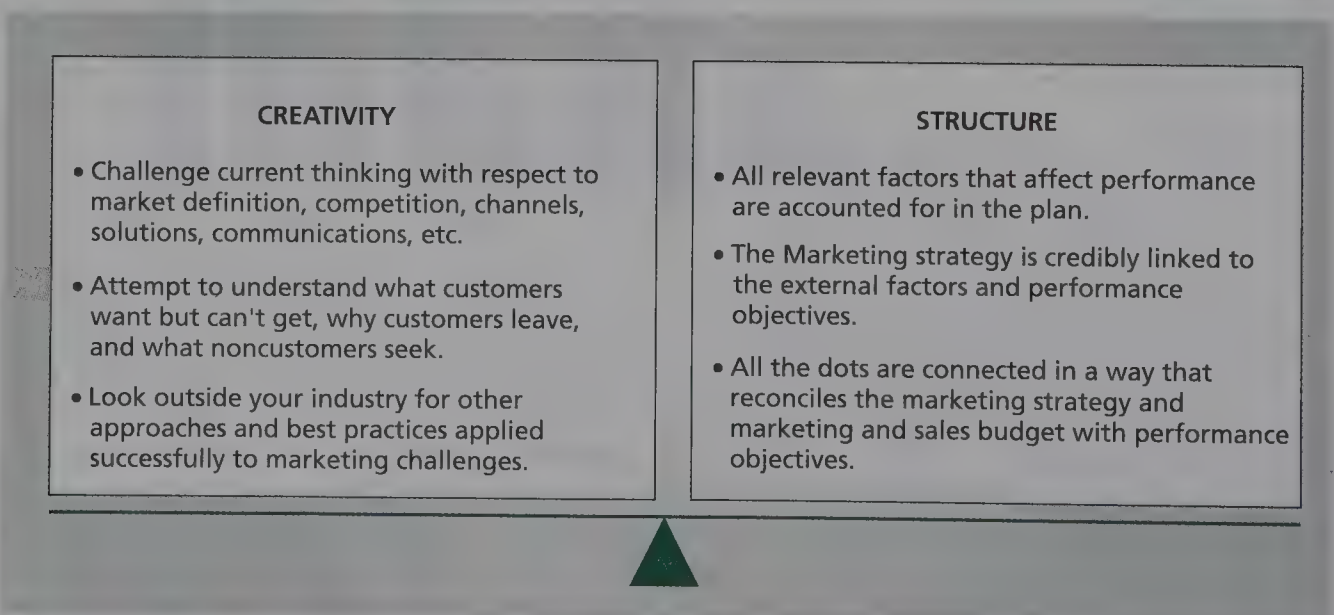 CREATIVITY
• Challenge current thinking with respect to
market definition, competition, channels,
solutions, communications, etc.
• Attempt to understand what customers
want but can't get, why customers leave,
and what noncustomers seek.
• Look outside your industry for other
approaches and best practices applied
successfully to marketing challenges.
STRUCTURE
• All relevant factors that affect performance
are accounted for in the plan.
• The Marketing strategy is credibly linked to
the external factors and performance
objectives.
• All the dots are connected in a way that
reconciles the marketing strategy and
marketing and sales budget with performance
objectives.